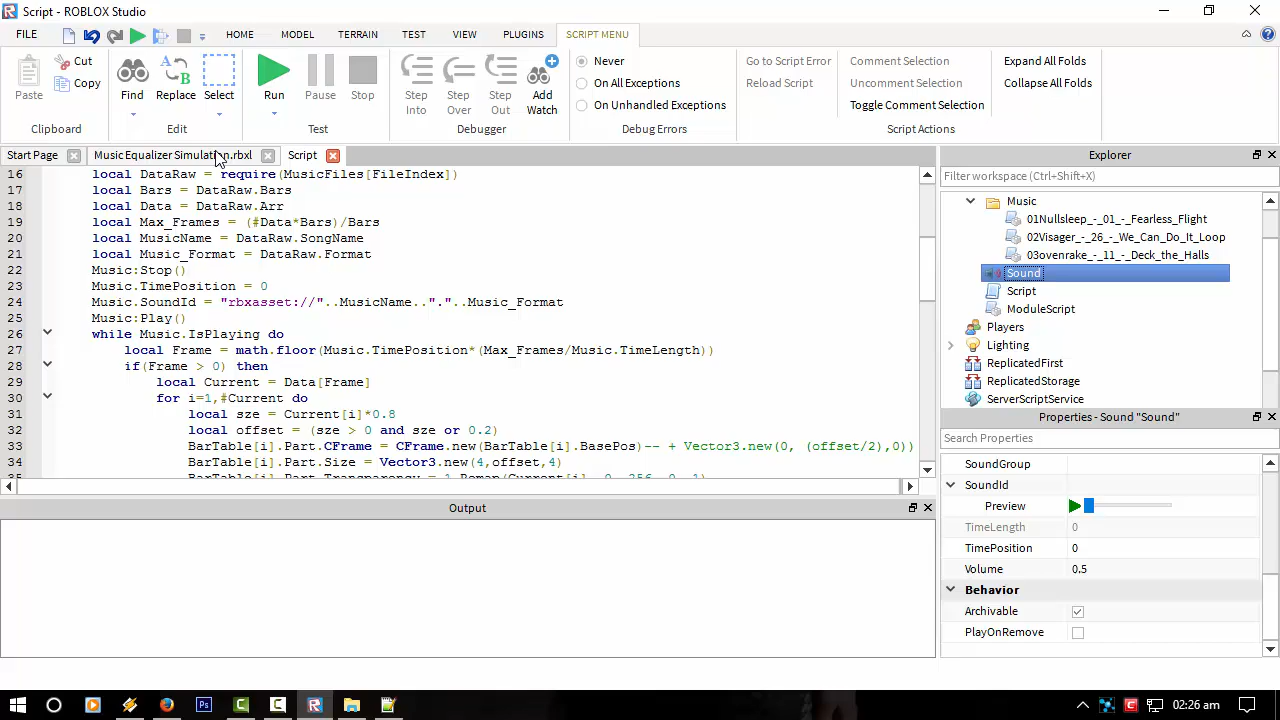 Script - ROBLOX Studio
FILE HOME MODEL TERRAIN TEST VIEW PLUGINS SCRIPT MENU
Paste Cut Copy
Clipboard
Find Replace Select
Edit
Run Pause Stop
Test
Step Into Step Over Step Out Add Watch
Debugger
Never
On All Exceptions
On Unhandled Exceptions
Debug Errors
Go to Script Error
Reload Script
Comment Selection
Uncomment Selection
Toggle Comment Selection
Expand All Folds
Collapse All Folds
Script Actions
Start Page Music Equalizer Simulation.rbxl Script
16 local DataRaw = require(MusicFiles[FileIndex])
17 local Bars = DataRaw.Bars
18 local Data = DataRaw.Arr
19 local Max_Frames = (#Data*Bars)/Bars
20 local MusicName = DataRaw.SongName
21 local Music_Format = DataRaw.Format
22 Music:Stop()
23 Music.TimePosition = 0
24 Music.SoundId = "rbxasset://"..MusicName.."."..Music_Format
25 Music:Play()
26 while Music.IsPlaying do
27 local Frame = math.floor(Music.TimePosition*(Max_Frames/Music.TimeLength))
28 if(Frame > 0) then
29 local Current = Data[Frame]
30 for i=1,#Current do
31 local sze = Current[i]*0.8
32 local offset = (sze > 0 and sze or 0.2)
33 BarTable[i].Part.CFrame = CFrame.new(BarTable[i].BasePos)-- + Vector3.new(0, (offset/2),0))
34 BarTable[i].Part.Size = Vector3.new(4,offset,4)
Output
Explorer
Filter workspace (Ctrl+Shift+X)
Music
01Nullsleep_-_01_-_Fearless_Flight
02Visager_-_26_-_We_Can_Do_It_Loop
03ovenrake_-_11_-_Deck_the_Halls
Sound
Script
ModuleScript
Players
Lighting
ReplicatedFirst
ReplicatedStorage
ServerScriptService
Properties - Sound "Sound"
Search Properties
SoundGroup
SoundId
Preview
TimeLength 0
TimePosition 0
Volume 0.5
Behavior
Archivable
PlayOnRemove
02:26 am